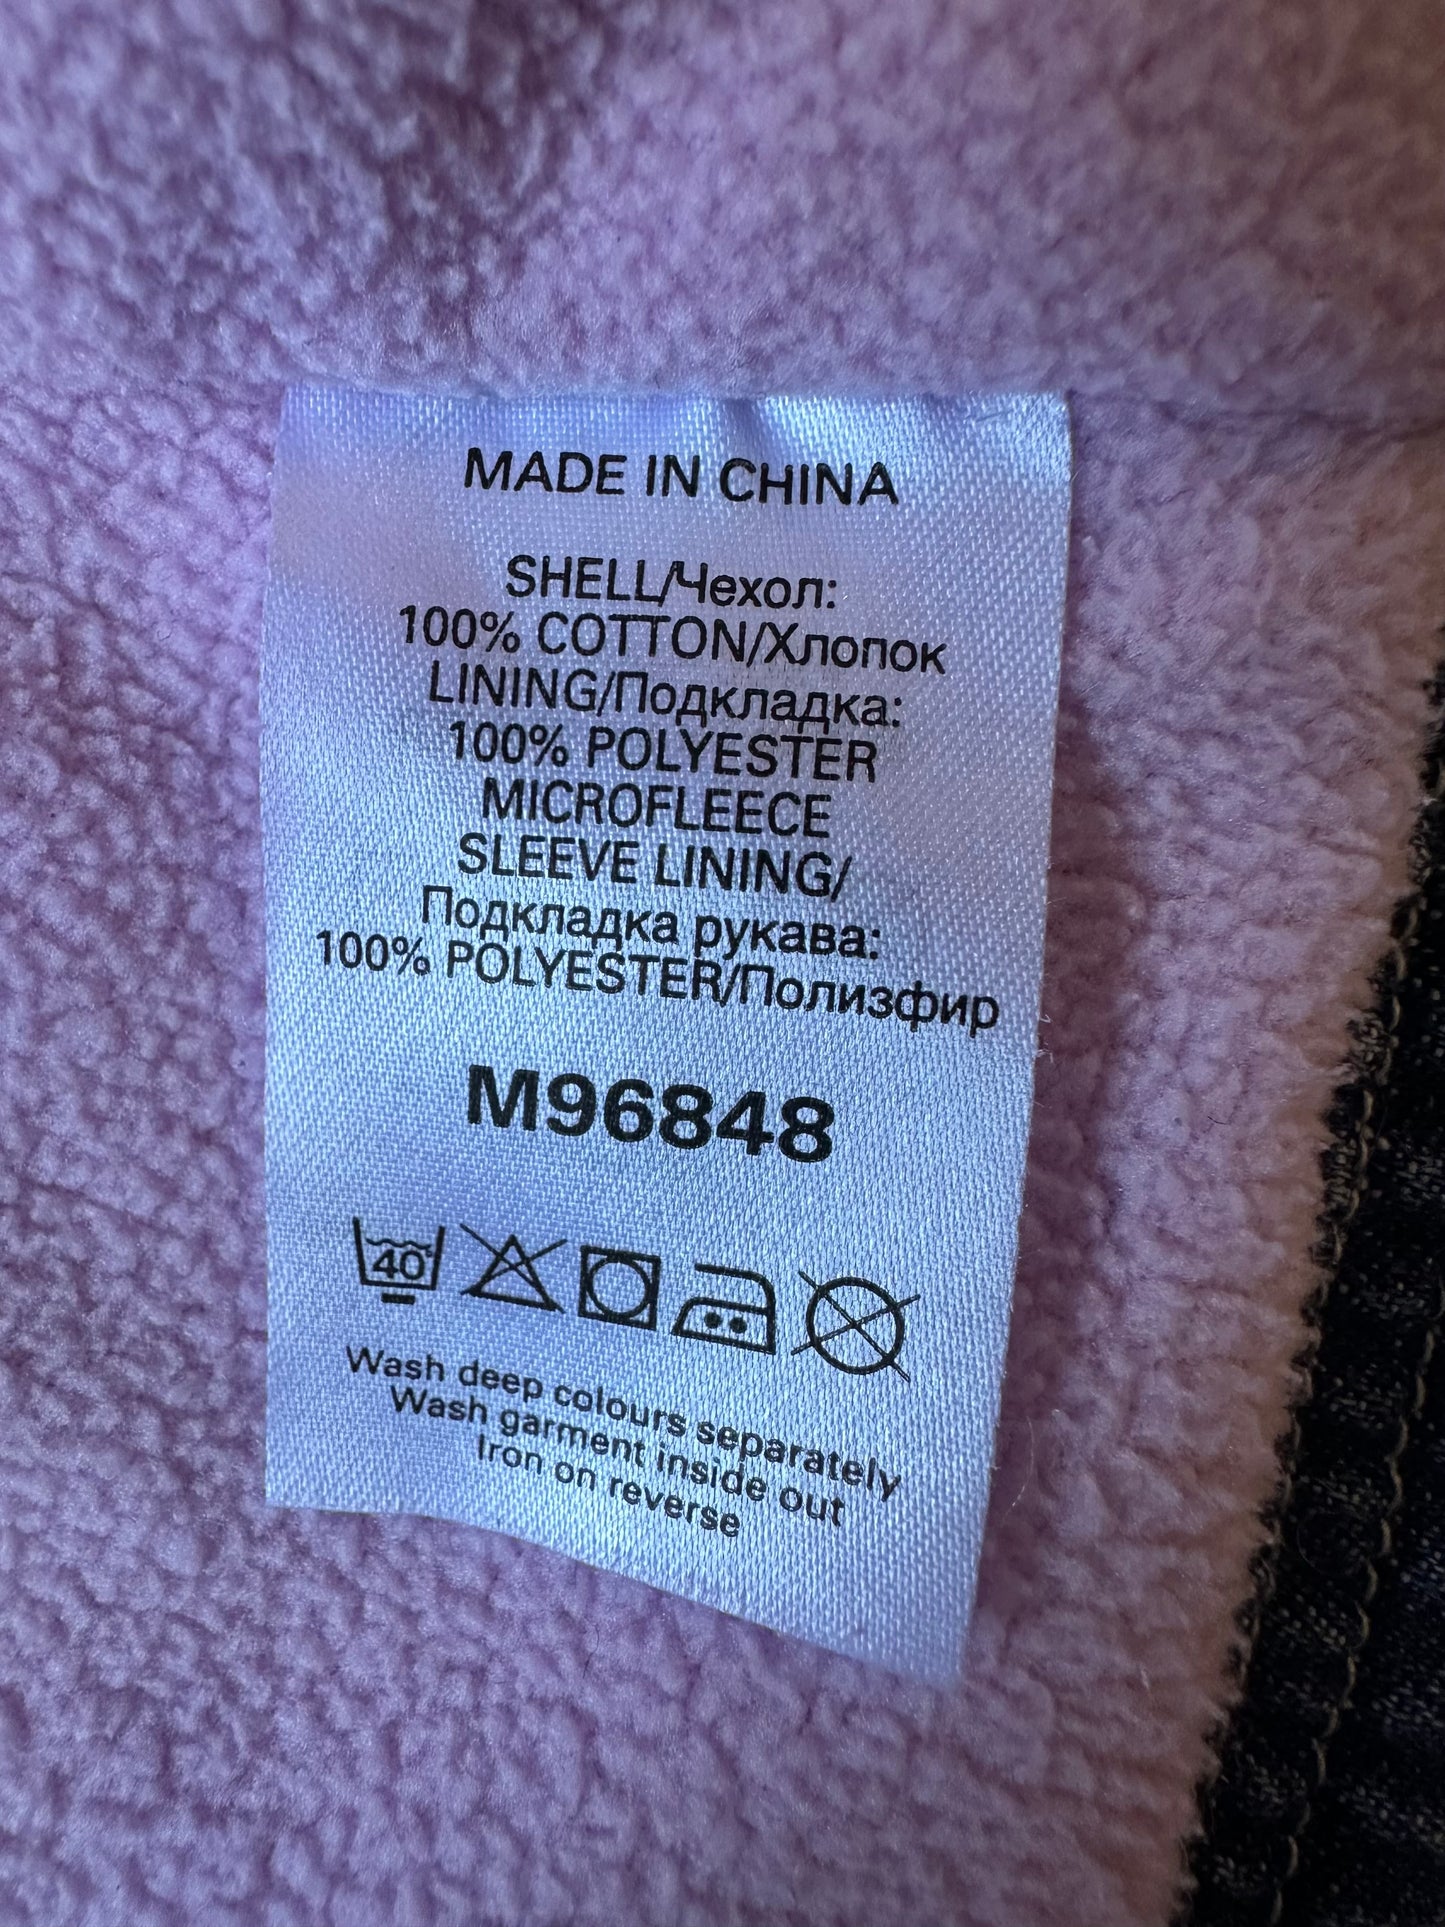 MADE IN CHINA
SHELL/Чехол:
100% COTTON/Хлопок
LINING/Подкладка:
100% POLYESTER
MICROFLEECE
SLEEVE LINING/
Подкладка рукава:
100% POLYESTER/Полизфир
M96848
40
Wash deep colours separately
Wash garment inside out
Iron on reverse